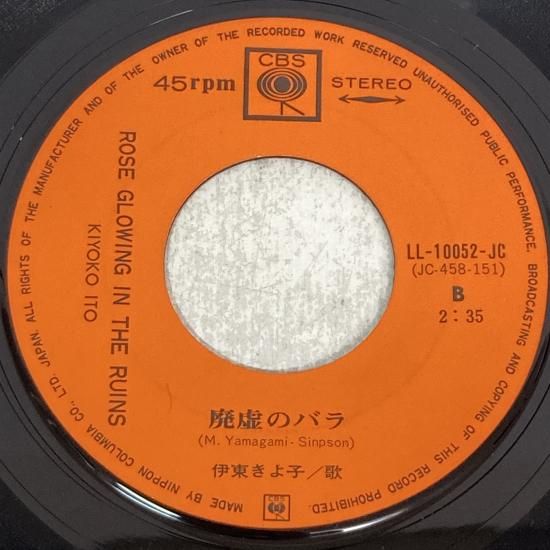 CBS
45rpm
STEREO
ROSE GLOWING IN THE RUINS
KIYOKO ITO
LL-10052-JC
(JC-458-151)
B
2:35
廃虚のバラ
(M. Yamagami - Sinpson)
伊東きよ子/歌
CBS
MADE BY NIPPON COLUMBIA CO., LTD. JAPAN. ALL RIGHTS OF THE MANUFACTURER AND OF THE OWNER OF THE RECORDED WORK RESERVED UNAUTHORISED PUBLIC PERFORMANCE. BROADCASTING AND COPYING OF THIS RECORD PROHIBITED.